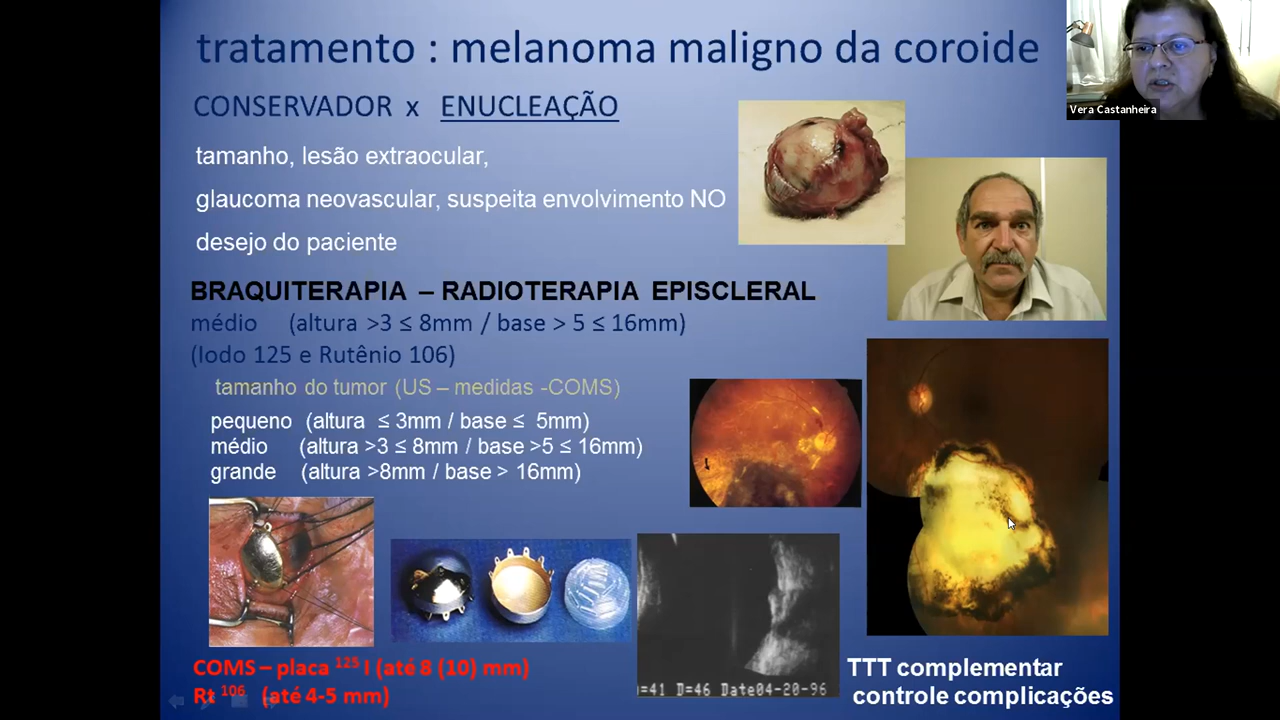 tratamento : melanoma maligno da coroide
Vera Castanheira
CONSERVADOR x ENUCLEAÇÃO
tamanho, lesão extraocular,
glaucoma neovascular, suspeita envolvimento NO
desejo do paciente
BRAQUITERAPIA – RADIOTERAPIA EPISCLERAL
médio (altura >3 ≤ 8mm / base > 5 ≤ 16mm)
(Iodo 125 e Rutênio 106)
tamanho do tumor (US – medidas -COMS)
pequeno (altura ≤ 3mm / base ≤ 5mm)
médio (altura >3 ≤ 8mm / base >5 ≤ 16mm)
grande (altura >8mm / base > 16mm)
=41 D=46 Date04-20-96
COMS – placa ¹²⁵ I (até 8 (10) mm)
Rt ¹⁰⁶ (até 4-5 mm)
TTT complementar
controle complicações